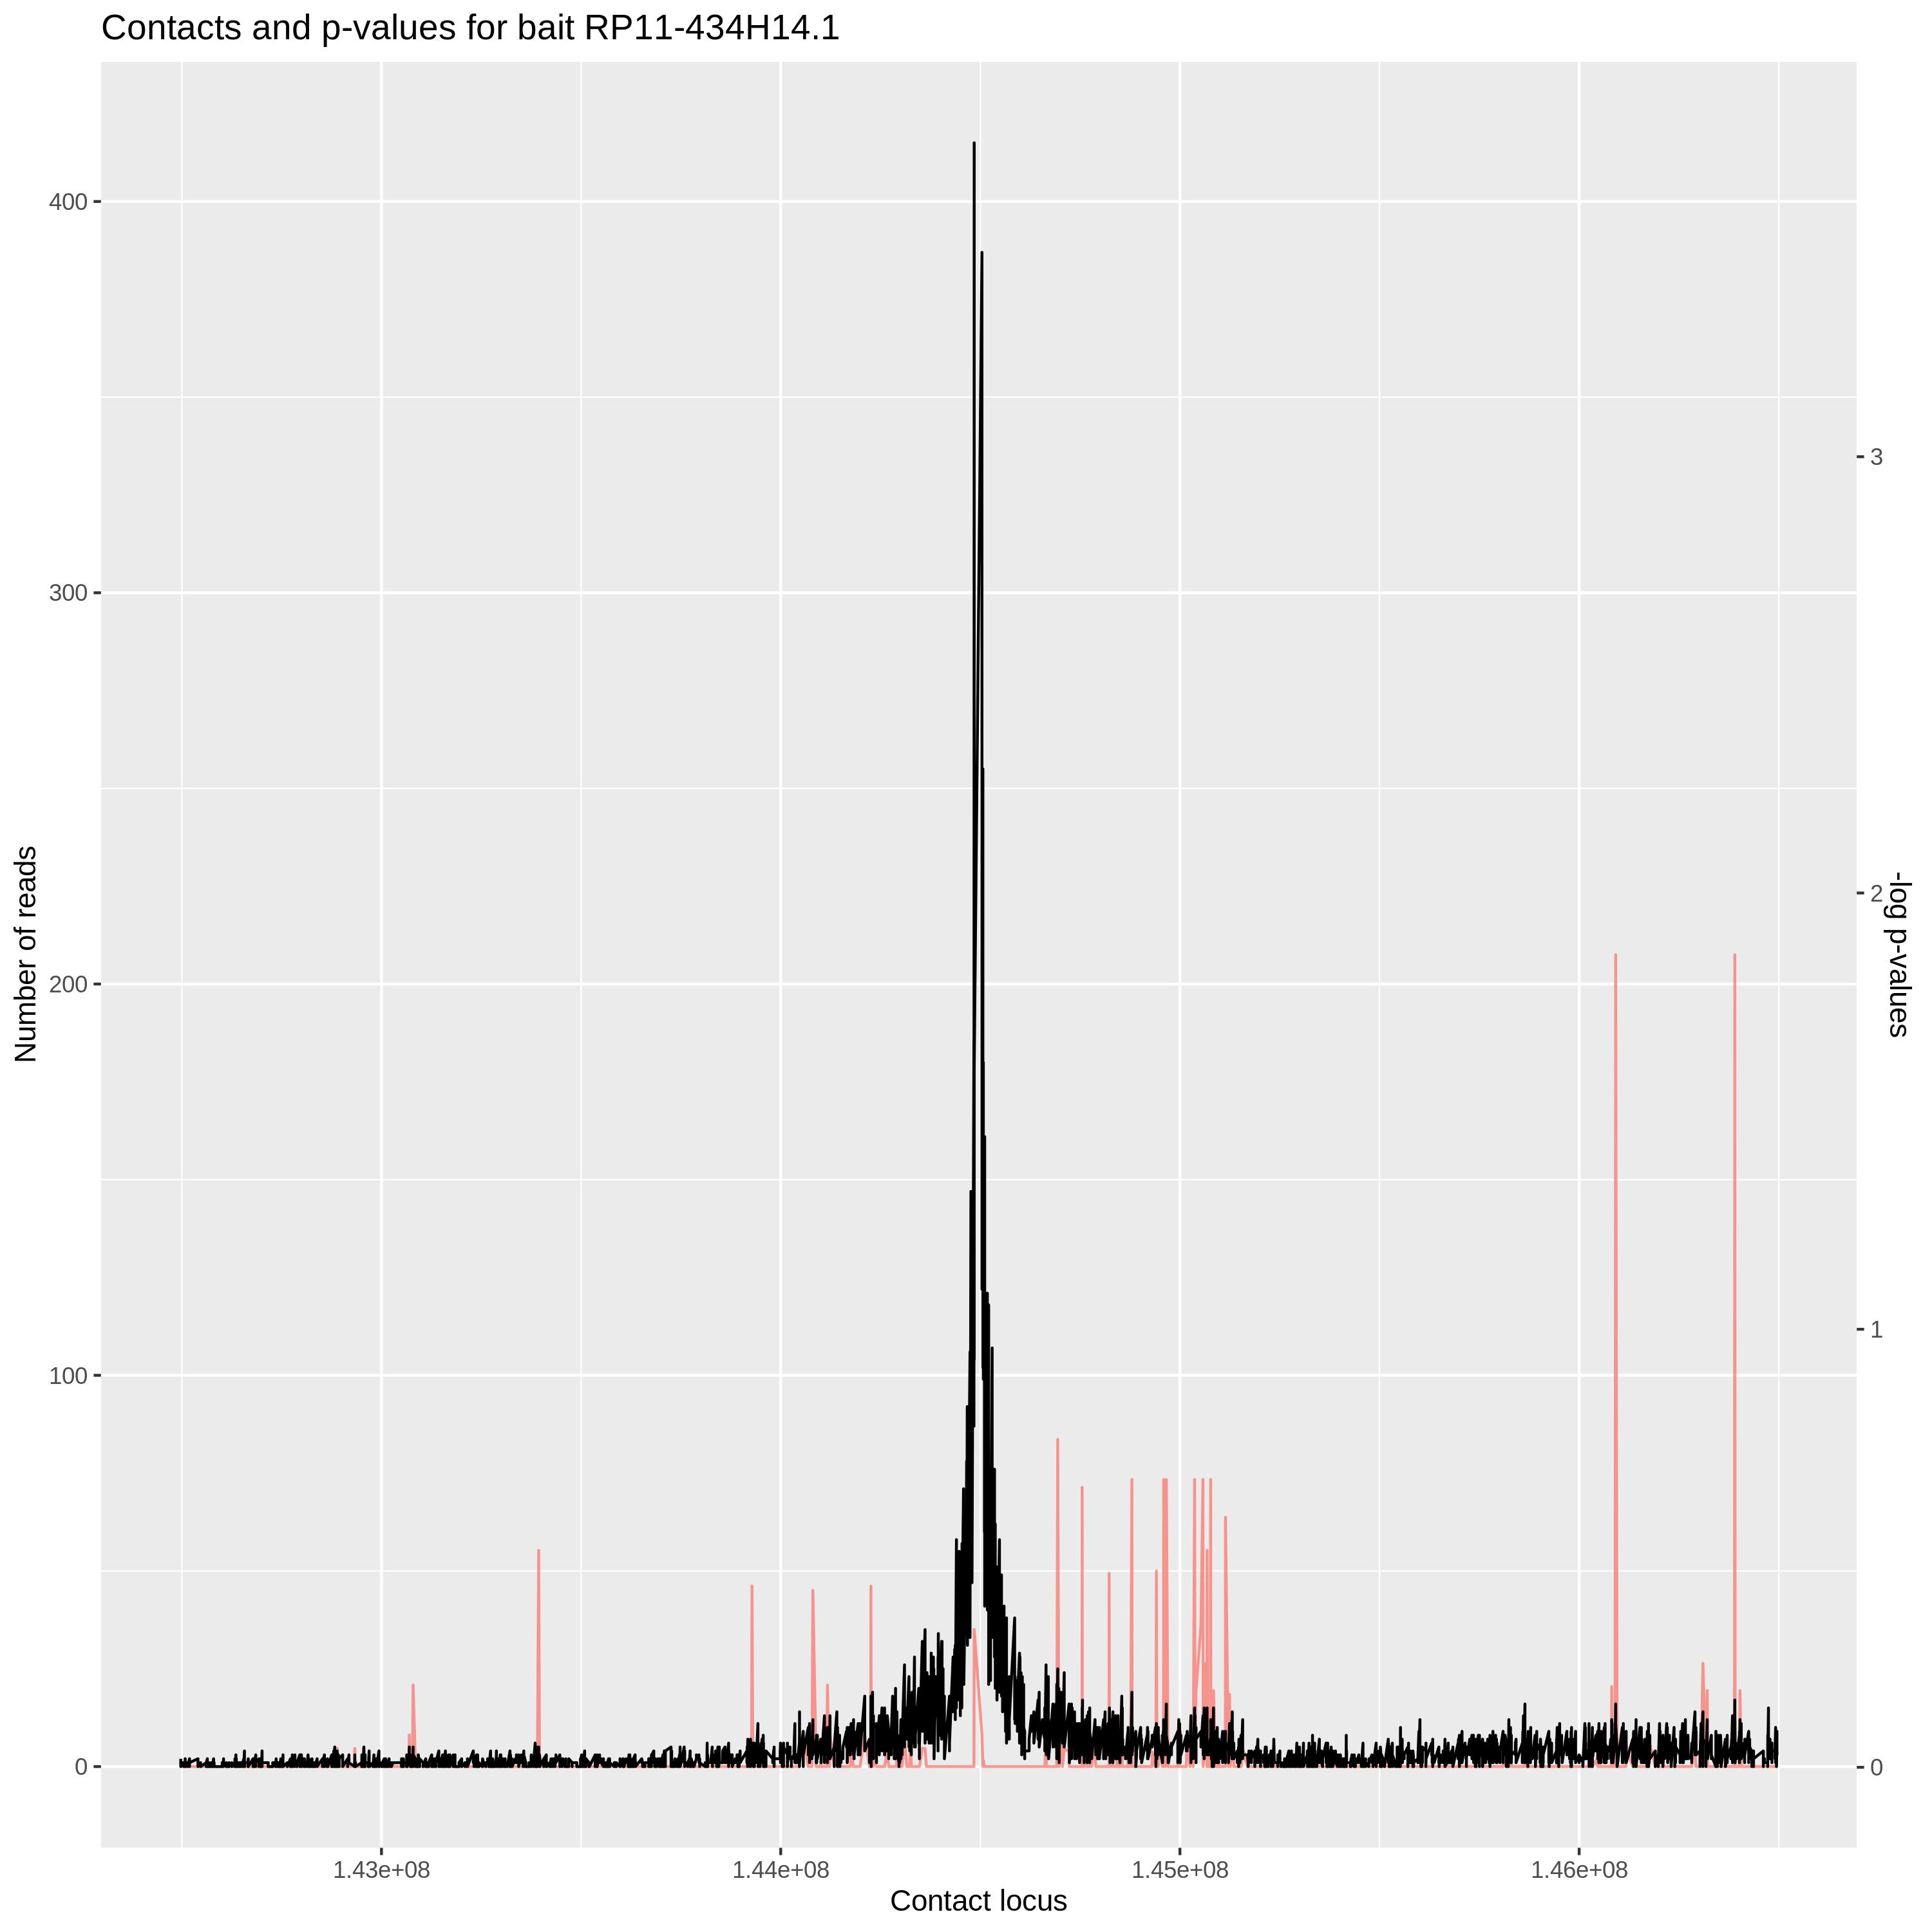 Contacts and p-values for bait RP11-434H14.1
400
300
200
100
0
Number of reads
3
2
1
0
-log p-values
1.43e+08
1.44e+08
1.45e+08
1.46e+08
Contact locus